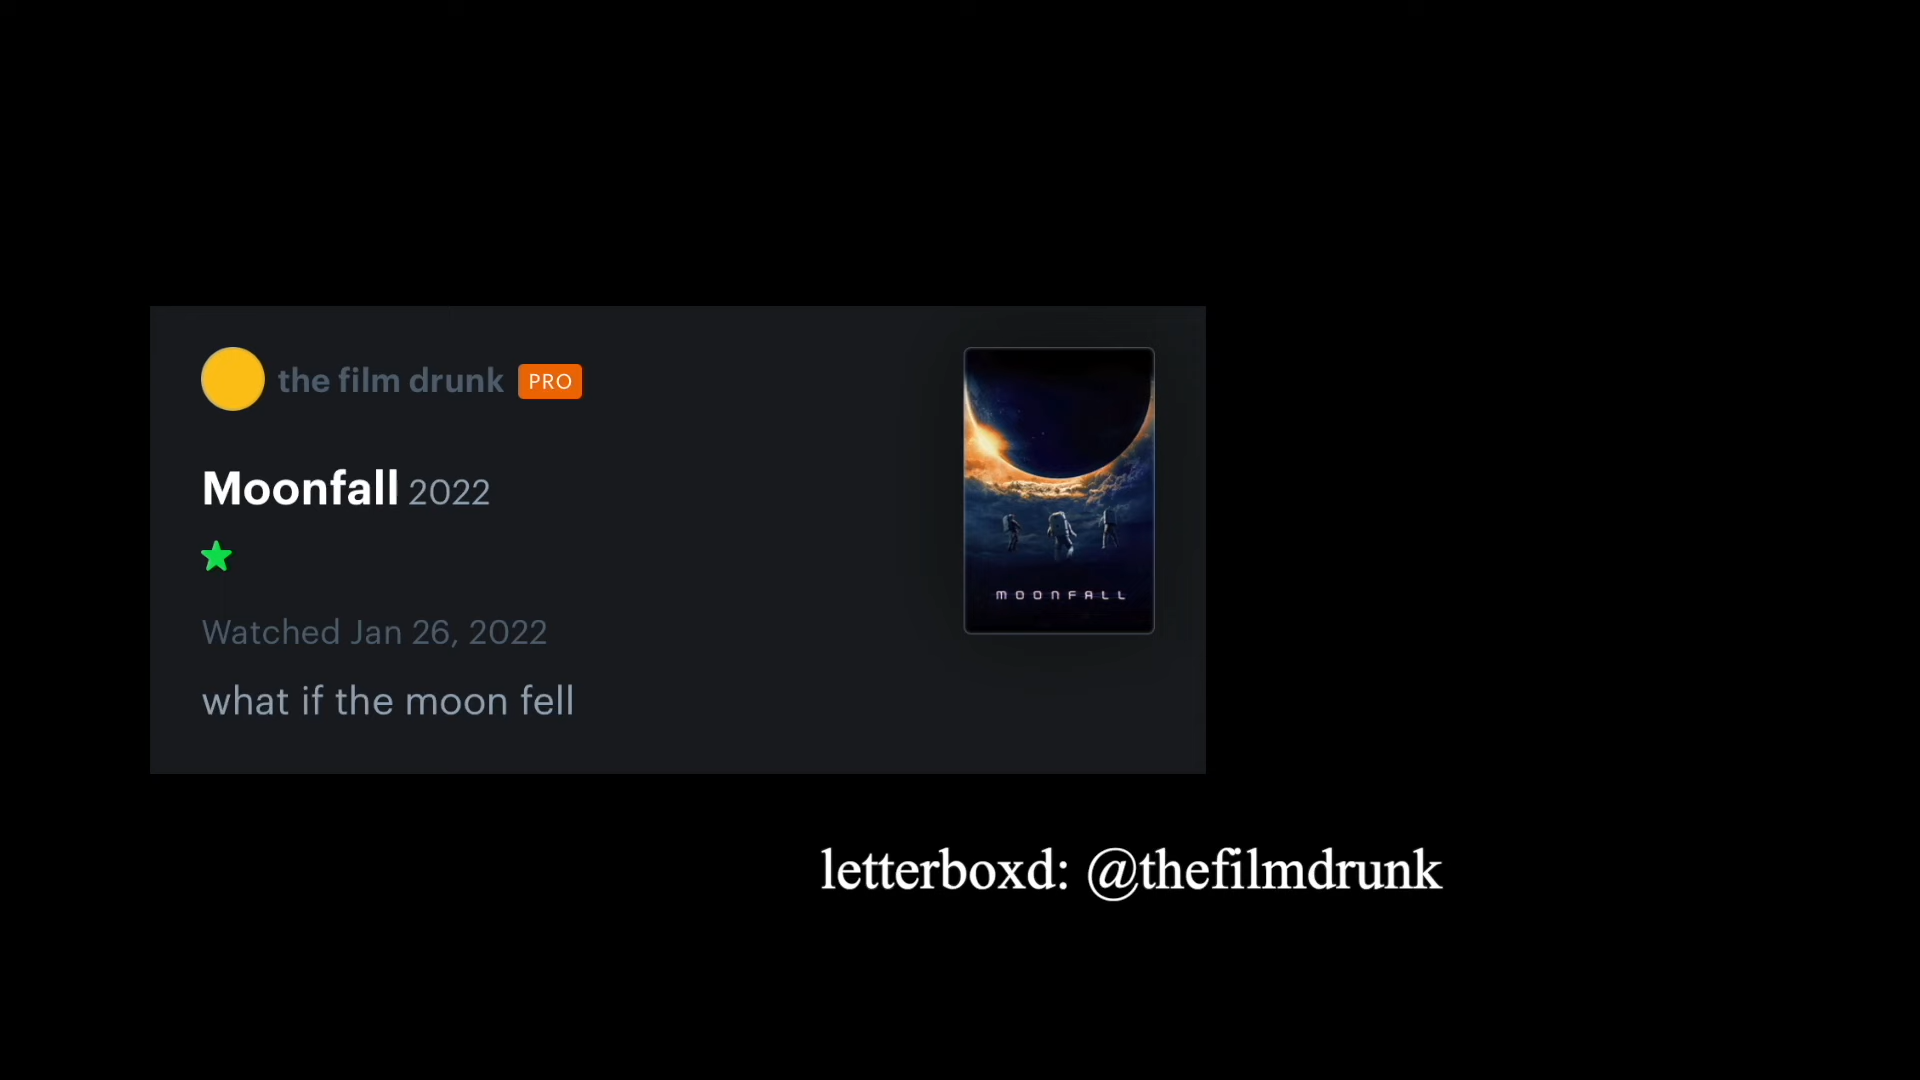 the film drunk PRO
Moonfall 2022
Watched Jan 26, 2022
what if the moon fell
MOONFALL
letterboxd: @thefilmdrunk